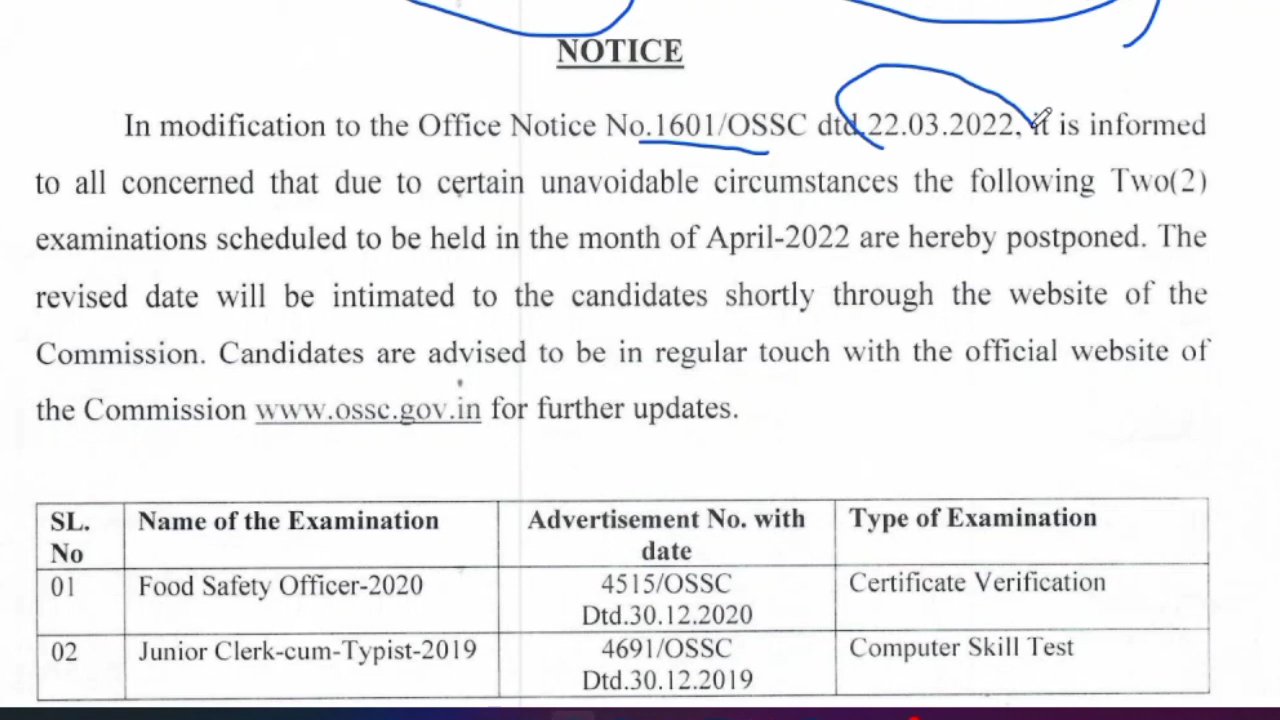 NOTICE
In modification to the Office Notice No.1601/OSSC dtd.22.03.2022, it is informed
to all concerned that due to certain unavoidable circumstances the following Two(2)
examinations scheduled to be held in the month of April-2022 are hereby postponed. The
revised date will be intimated to the candidates shortly through the website of the
Commission. Candidates are advised to be in regular touch with the official website of
the Commission www.ossc.gov.in for further updates.
SL. No Name of the Examination Advertisement No. with date Type of Examination
01 Food Safety Officer-2020 4515/OSSC Dtd.30.12.2020 Certificate Verification
02 Junior Clerk-cum-Typist-2019 4691/OSSC Dtd.30.12.2019 Computer Skill Test